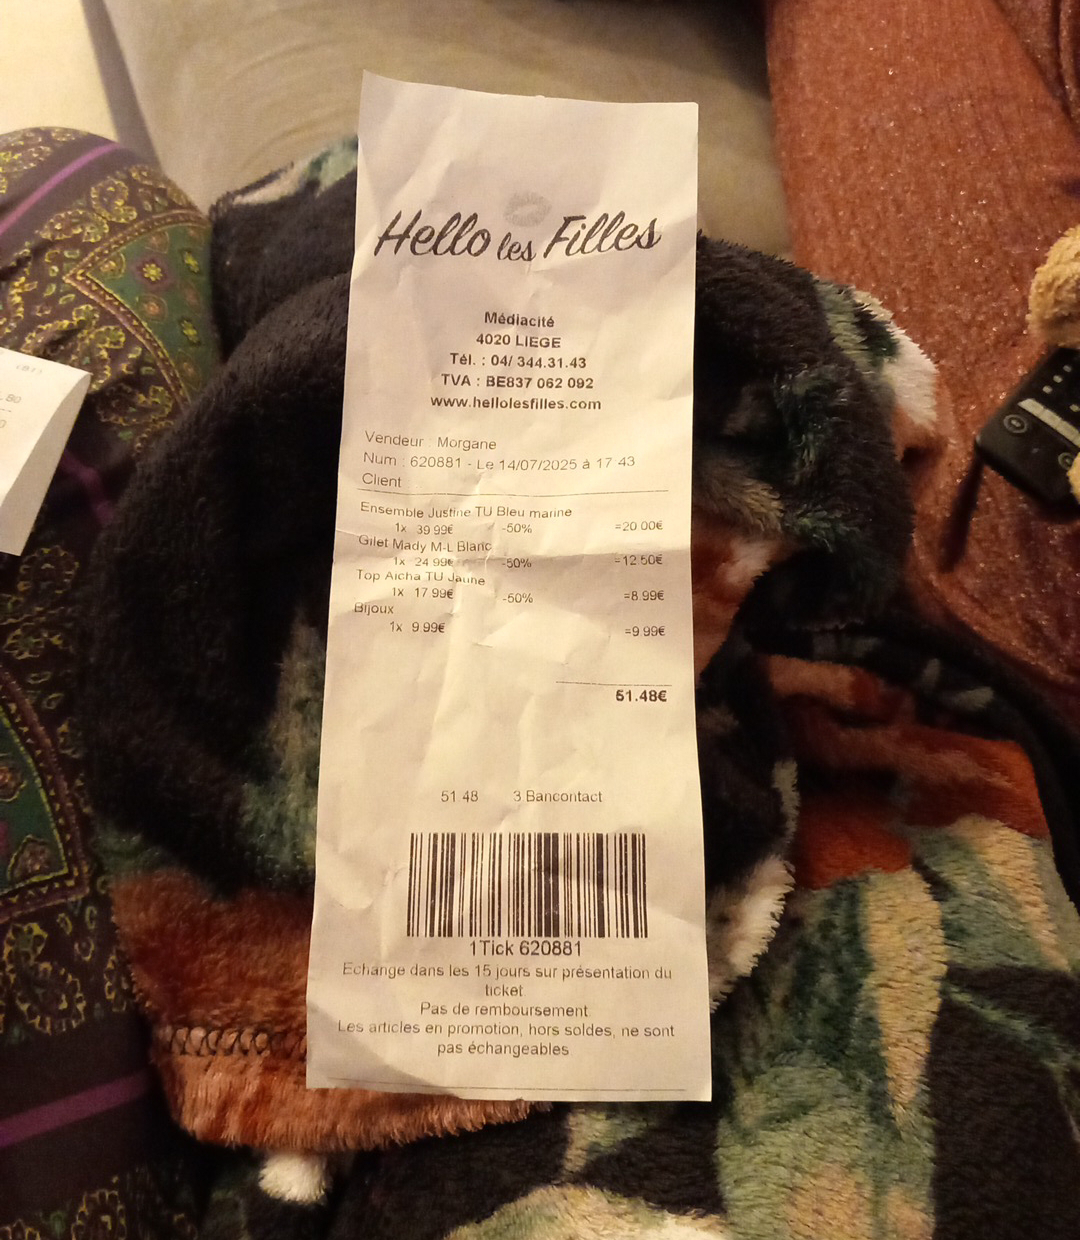 Hello les Filles
Médiacité
4020 LIEGE
Tél. : 04/ 344.31.43
TVA : BE837 062 092
www.hellolesfilles.com
Vendeur : Morgane
Num : 620881 - Le 14/07/2025 à 17 43
Client :
Ensemble Justine TU Bleu marine
1x 39 99€ -50% =20 00€
Gilet Mady M-L Blanc
1x 24 99€ -50% =12.50€
Top Aicha TU Jaune
1x 17 99€ -50% =8.99€
Bijoux
1x 9.99€ =9.99€
51.48€
51 48 3 Bancontact
1Tick 620881
Echange dans les 15 jours sur présentation du
ticket
Pas de remboursement
Les articles en promotion, hors soldes, ne sont
pas échangeables